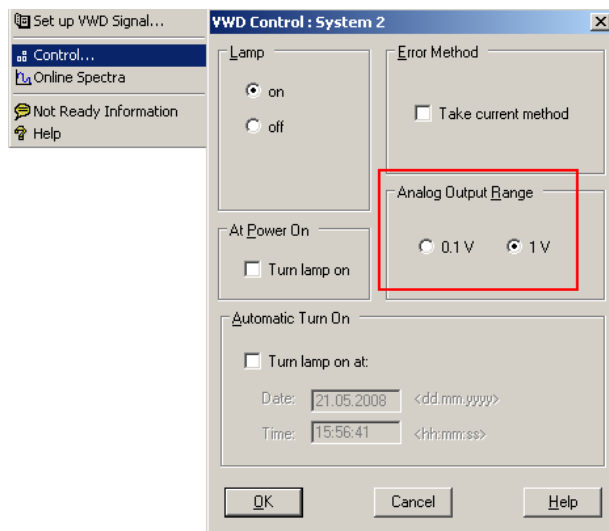 Set up VWD Signal...
Control...
Online Spectra
Not Ready Information
Help
VWD Control : System 2
Lamp
on
off
Error Method
Take current method
Analog Output Range
0.1 V 1 V
At Power On
Turn lamp on
Automatic Turn On
Turn lamp on at:
Date: 21.05.2008 <dd.mm.yyyy>
Time: 15:56:41 <hh:mm:ss>
OK Cancel Help